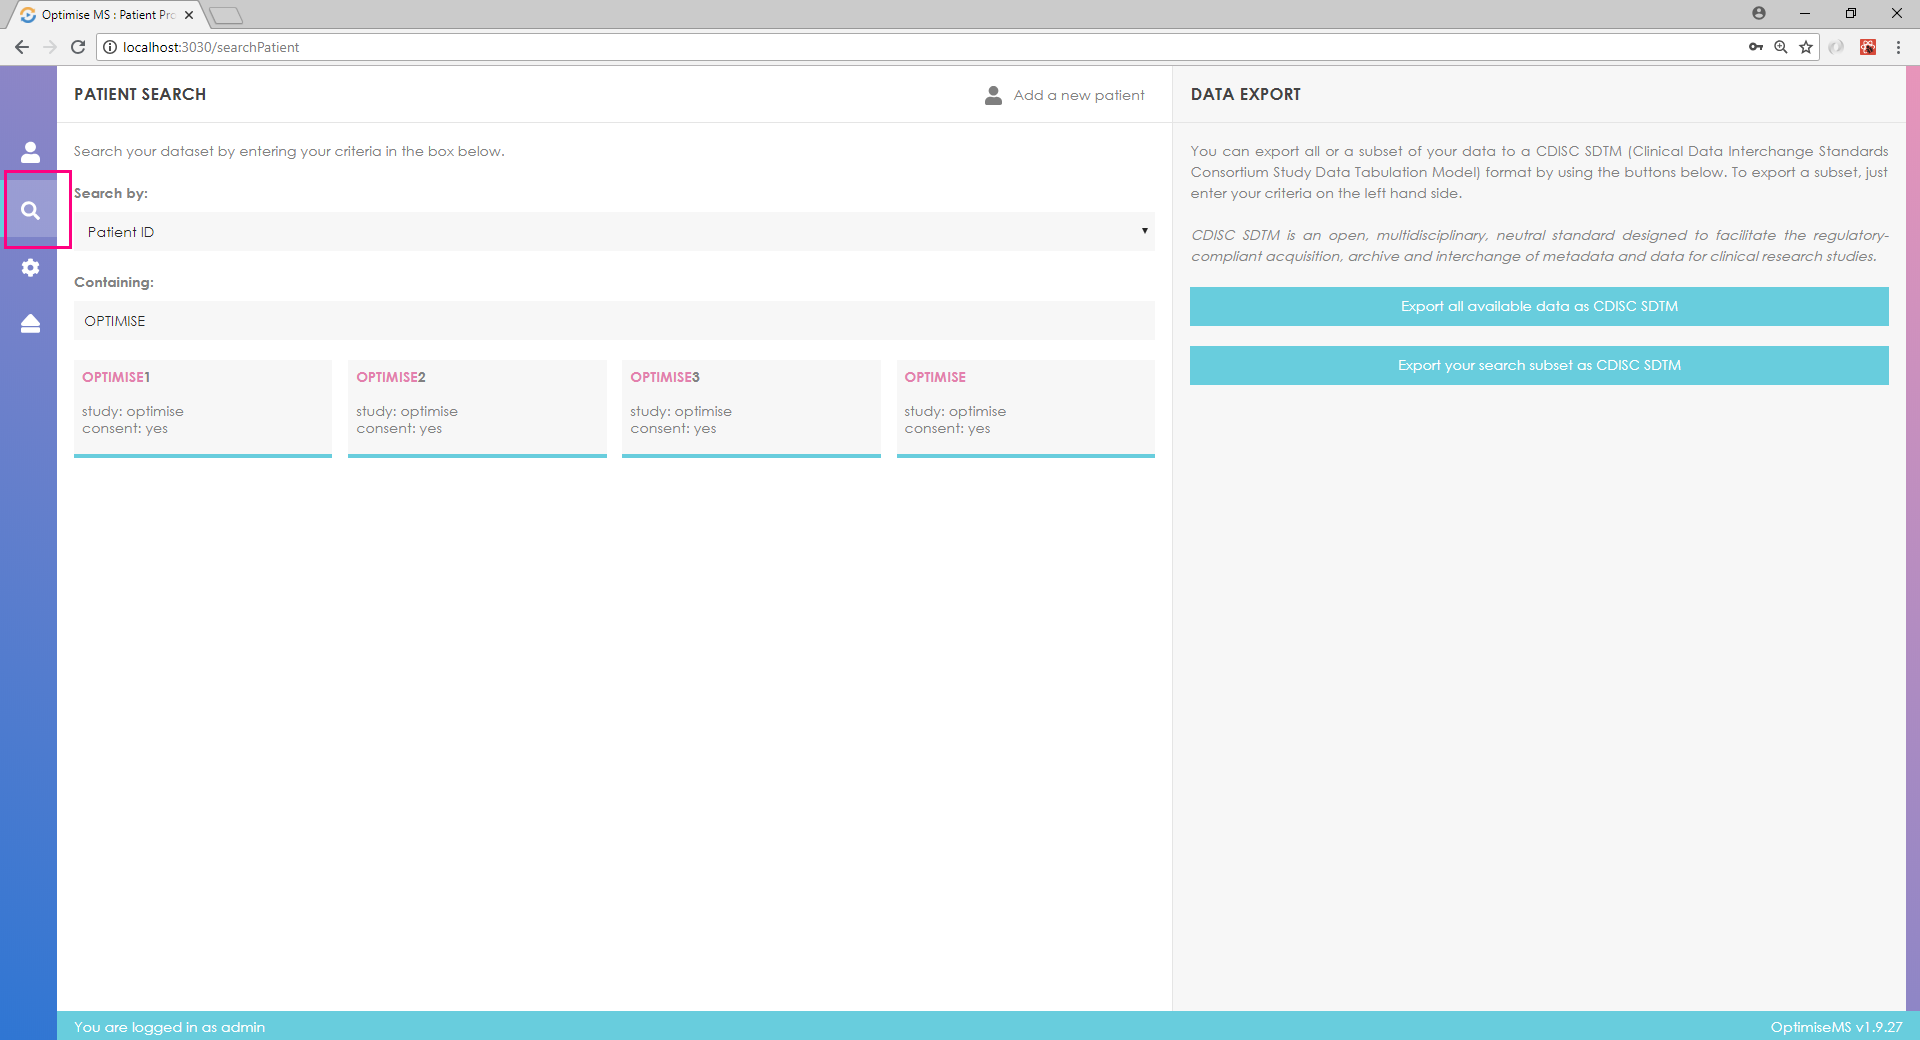 Optimise MS : Patient Pro
localhost:3030/searchPatient
PATIENT SEARCH
Add a new patient
Search your dataset by entering your criteria in the box below.
Search by:
Patient ID
Containing:
OPTIMISE
OPTIMISE1
study: optimise
consent: yes
OPTIMISE2
study: optimise
consent: yes
OPTIMISE3
study: optimise
consent: yes
OPTIMISE
study: optimise
consent: yes
DATA EXPORT
You can export all or a subset of your data to a CDISC SDTM (Clinical Data Interchange Standards
Consortium Study Data Tabulation Model) format by using the buttons below. To export a subset, just
enter your criteria on the left hand side.
CDISC SDTM is an open, multidisciplinary, neutral standard designed to facilitate the regulatory-
compliant acquisition, archive and interchange of metadata and data for clinical research studies.
Export all available data as CDISC SDTM
Export your search subset as CDISC SDTM
You are logged in as admin
OptimiseMS v1.9.27